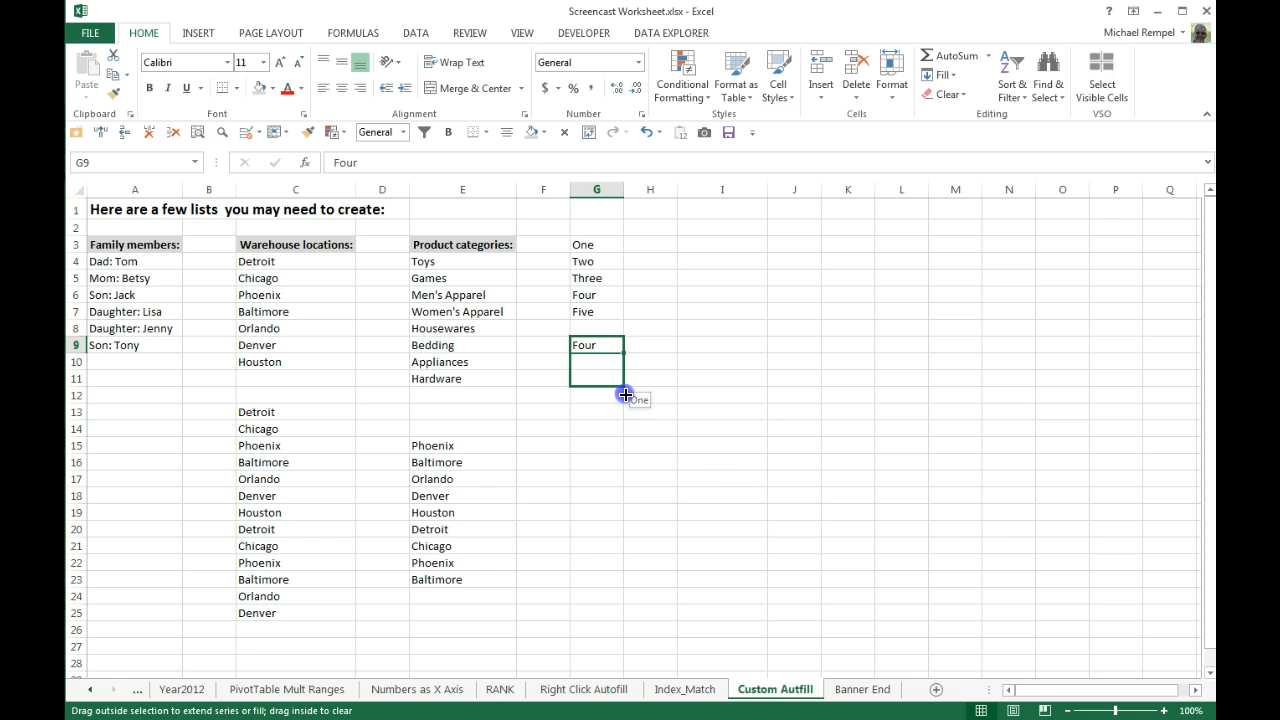 Screencast Worksheet.xlsx - Excel
FILE HOME INSERT PAGE LAYOUT FORMULAS DATA REVIEW VIEW DEVELOPER DATA EXPLORER Michael Rempel
Calibri 11 Wrap Text General AutoSum
Paste Merge & Center Conditional Formatting Format as Table Cell Styles Insert Delete Format Fill Sort & Filter Find & Select Select Visible Cells
Clear
Clipboard Font Alignment Number Styles Cells Editing VSO
General
G9 Four
A B C D E F G H I J K L M N O P Q
1 Here are a few lists you may need to create:
2
3 Family members: Warehouse locations: Product categories: One
4 Dad: Tom Detroit Toys Two
5 Mom: Betsy Chicago Games Three
6 Son: Jack Phoenix Men's Apparel Four
7 Daughter: Lisa Baltimore Women's Apparel Five
8 Daughter: Jenny Orlando Housewares
9 Son: Tony Denver Bedding Four
10 Houston Appliances
11 Hardware
12 One
13 Detroit
14 Chicago
15 Phoenix Phoenix
16 Baltimore Baltimore
17 Orlando Orlando
18 Denver Denver
19 Houston Houston
20 Detroit Detroit
21 Chicago Chicago
22 Phoenix Phoenix
23 Baltimore Baltimore
24 Orlando
25 Denver
26
27
28
... Year2012 PivotTable Mult Ranges Numbers as X Axis RANK Right Click Autofill Index_Match Custom Autfill Banner End
Drag outside selection to extend series or fill; drag inside to clear 100%